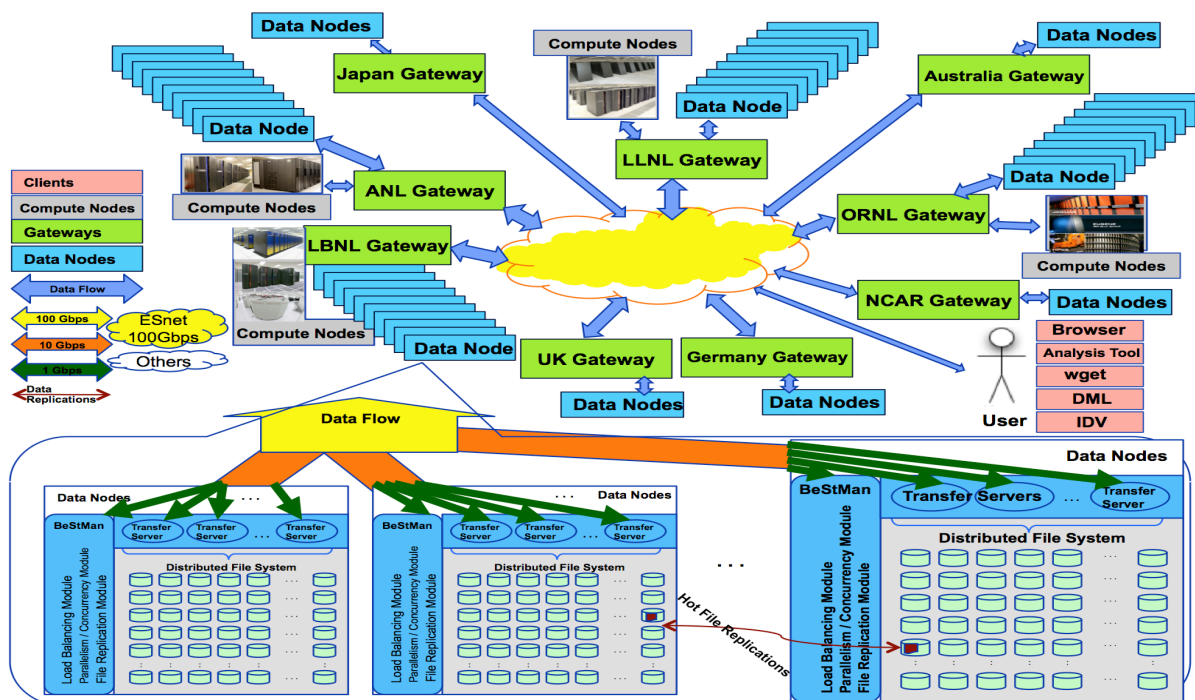 Data Nodes
Japan Gateway
Compute Nodes
Data Node
LLNL Gateway
Data Nodes
Australia Gateway
Data Node
ANL Gateway
Compute Nodes
LBNL Gateway
Compute Nodes
Data Node
Data Node
ORNL Gateway
Compute Nodes
NCAR Gateway
Data Nodes
UK Gateway
Data Nodes
Germany Gateway
Data Nodes
User
Browser
Analysis Tool
wget
DML
IDV
Clients
Compute Nodes
Gateways
Data Nodes
Data Flow
100 Gbps
10 Gbps
1 Gbps
Data
Replications
ESnet
100Gbps
Others
Data Flow
Data Nodes
. . .
BeStMan
Load Balancing Module
Parallelism / Concurrency Module
File Replication Module
Transfer
Server
Transfer
Server
. . .
Transfer
Server
Distributed File System
. . .
Data Nodes
BeStMan
Load Balancing Module
Parallelism / Concurrency Module
File Replication Module
Transfer
Server
Transfer
Server
. . .
Transfer
Server
Distributed File System
. . .
Hot File Replications
Data Nodes
BeStMan
Load Balancing Module
Parallelism / Concurrency Module
File Replication Module
Transfer Servers
. . .
Transfer
Server
Distributed File System